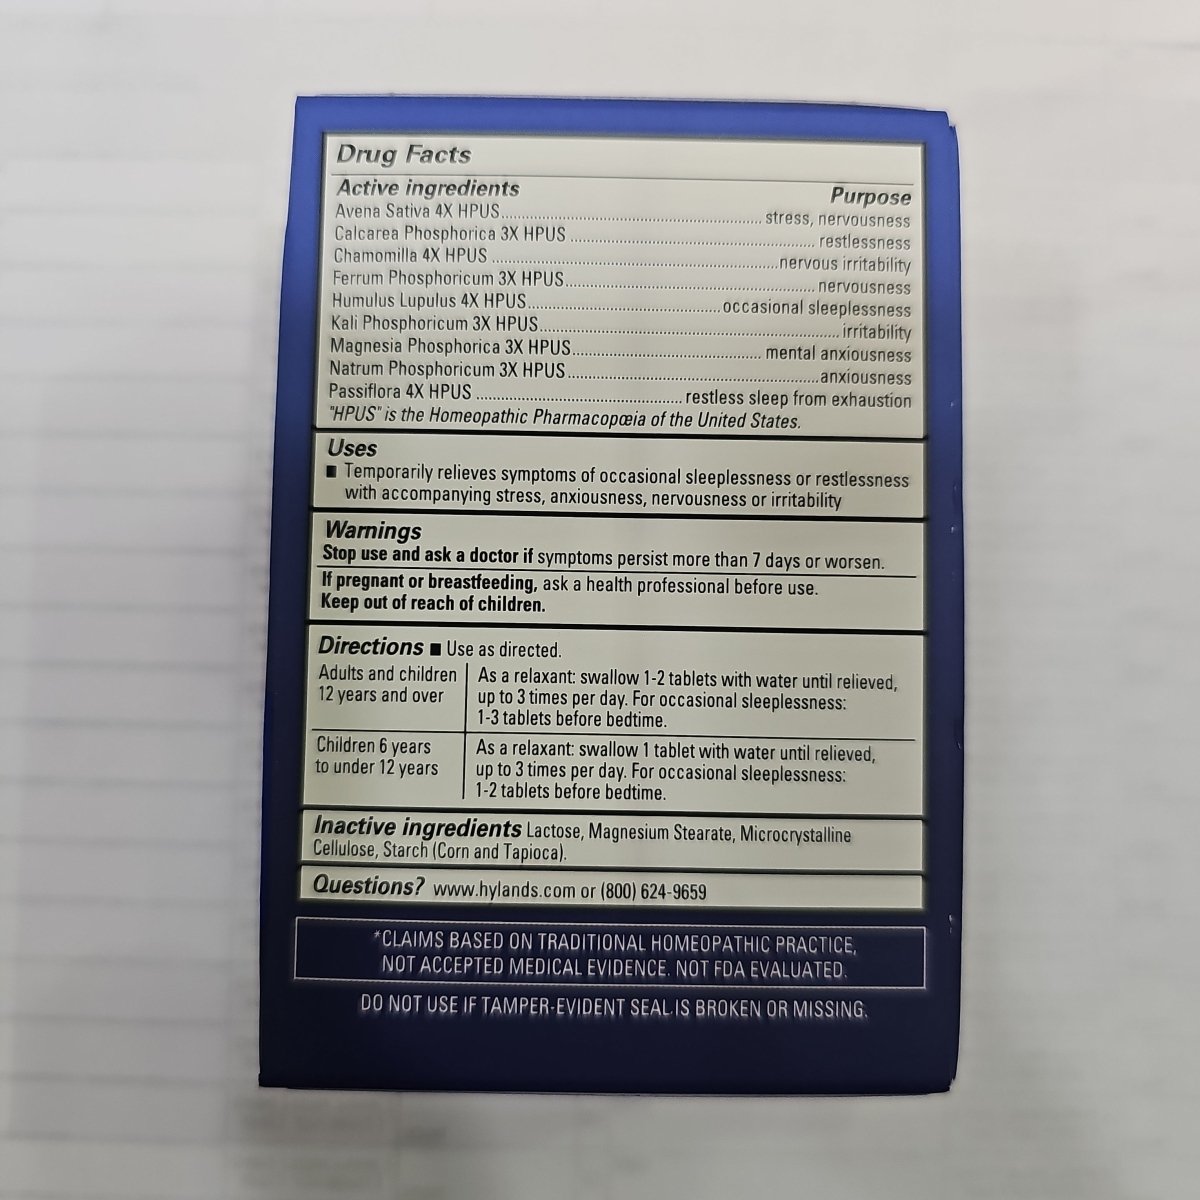 Drug Facts
Active ingredients Purpose
Avena Sativa 4X HPUS........stress, nervousness
Calcarea Phosphorica 3X HPUS........restlessness
Chamomilla 4X HPUS........nervous irritability
Ferrum Phosphoricum 3X HPUS........nervousness
Humulus Lupulus 4X HPUS........occasional sleeplessness
Kali Phosphoricum 3X HPUS........irritability
Magnesia Phosphorica 3X HPUS........mental anxiousness
Natrum Phosphoricum 3X HPUS........anxiousness
Passiflora 4X HPUS........restless sleep from exhaustion
"HPUS" is the Homeopathic Pharmacopœia of the United States.
Uses
■ Temporarily relieves symptoms of occasional sleeplessness or restlessness
with accompanying stress, anxiousness, nervousness or irritability
Warnings
Stop use and ask a doctor if symptoms persist more than 7 days or worsen.
If pregnant or breastfeeding, ask a health professional before use.
Keep out of reach of children.
Directions ■ Use as directed.
Adults and children
12 years and over
As a relaxant: swallow 1-2 tablets with water until relieved,
up to 3 times per day. For occasional sleeplessness:
1-3 tablets before bedtime.
Children 6 years
to under 12 years
As a relaxant: swallow 1 tablet with water until relieved,
up to 3 times per day. For occasional sleeplessness:
1-2 tablets before bedtime.
Inactive ingredients Lactose, Magnesium Stearate, Microcrystalline
Cellulose, Starch (Corn and Tapioca).
Questions? www.hylands.com or (800) 624-9659
*CLAIMS BASED ON TRADITIONAL HOMEOPATHIC PRACTICE,
NOT ACCEPTED MEDICAL EVIDENCE. NOT FDA EVALUATED.
DO NOT USE IF TAMPER-EVIDENT SEAL IS BROKEN OR MISSING.